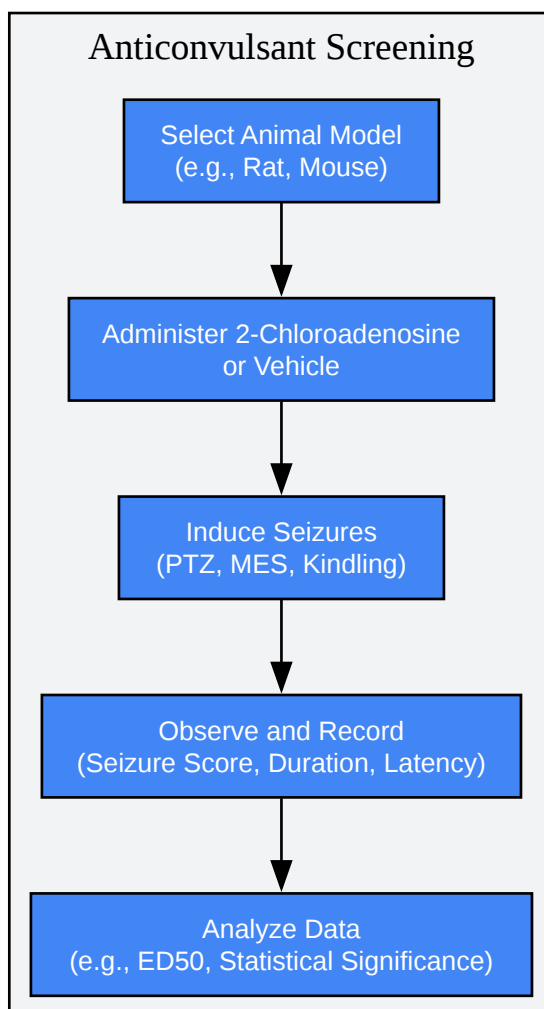 Anticonvulsant Screening
Select Animal Model
(e.g., Rat, Mouse)
Administer 2-Chloroadenosine
or Vehicle
Induce Seizures
(PTZ, MES, Kindling)
Observe and Record
(Seizure Score, Duration, Latency)
Analyze Data
(e.g., ED50, Statistical Significance)